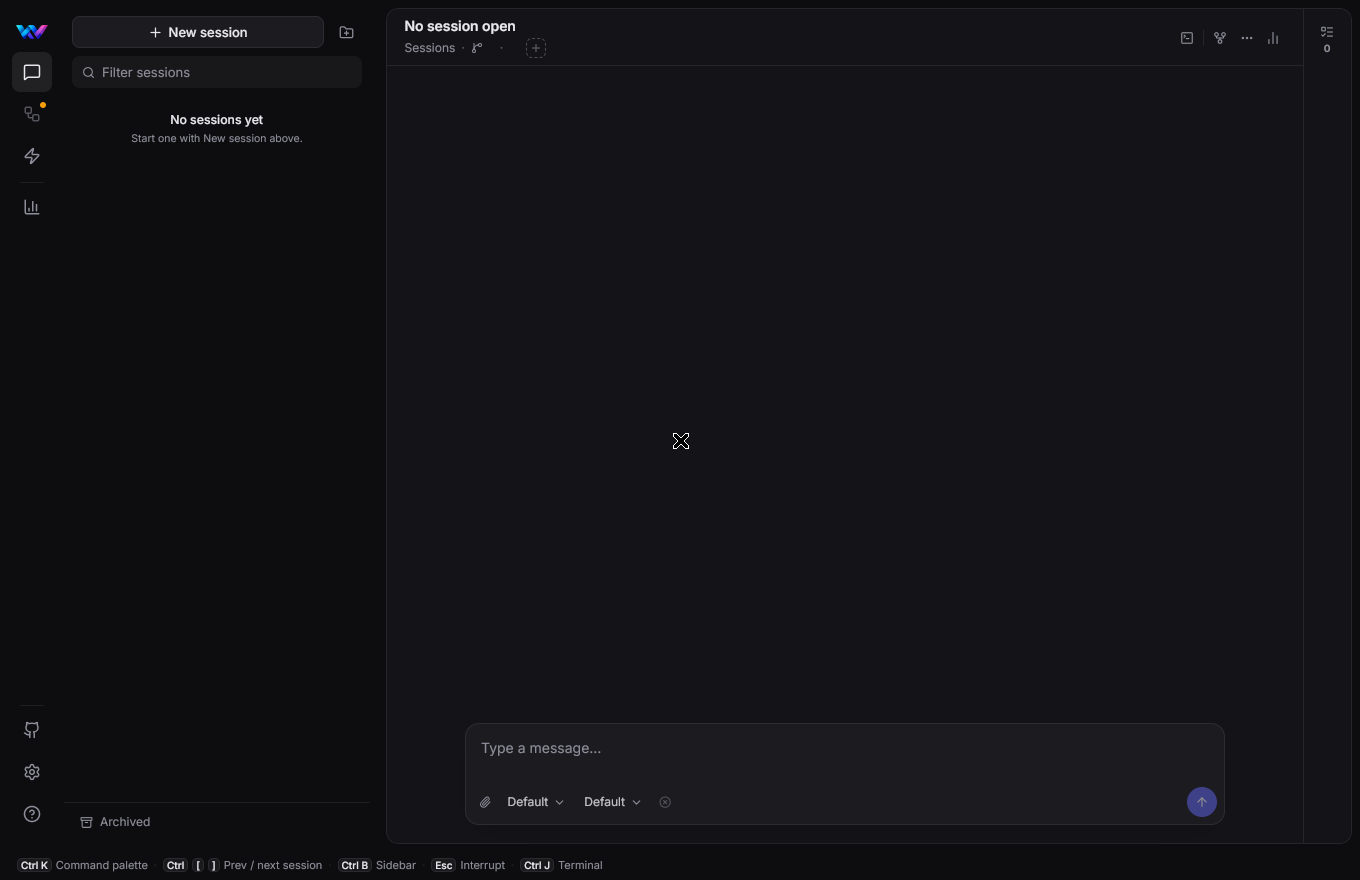 New session
Filter sessions
No sessions yet
Start one with New session above.
Archived
No session open
Sessions · ·
0
Type a message...
Default Default
Ctrl K Command palette · Ctrl [ ] Prev / next session · Ctrl B Sidebar · Esc Interrupt · Ctrl J Terminal